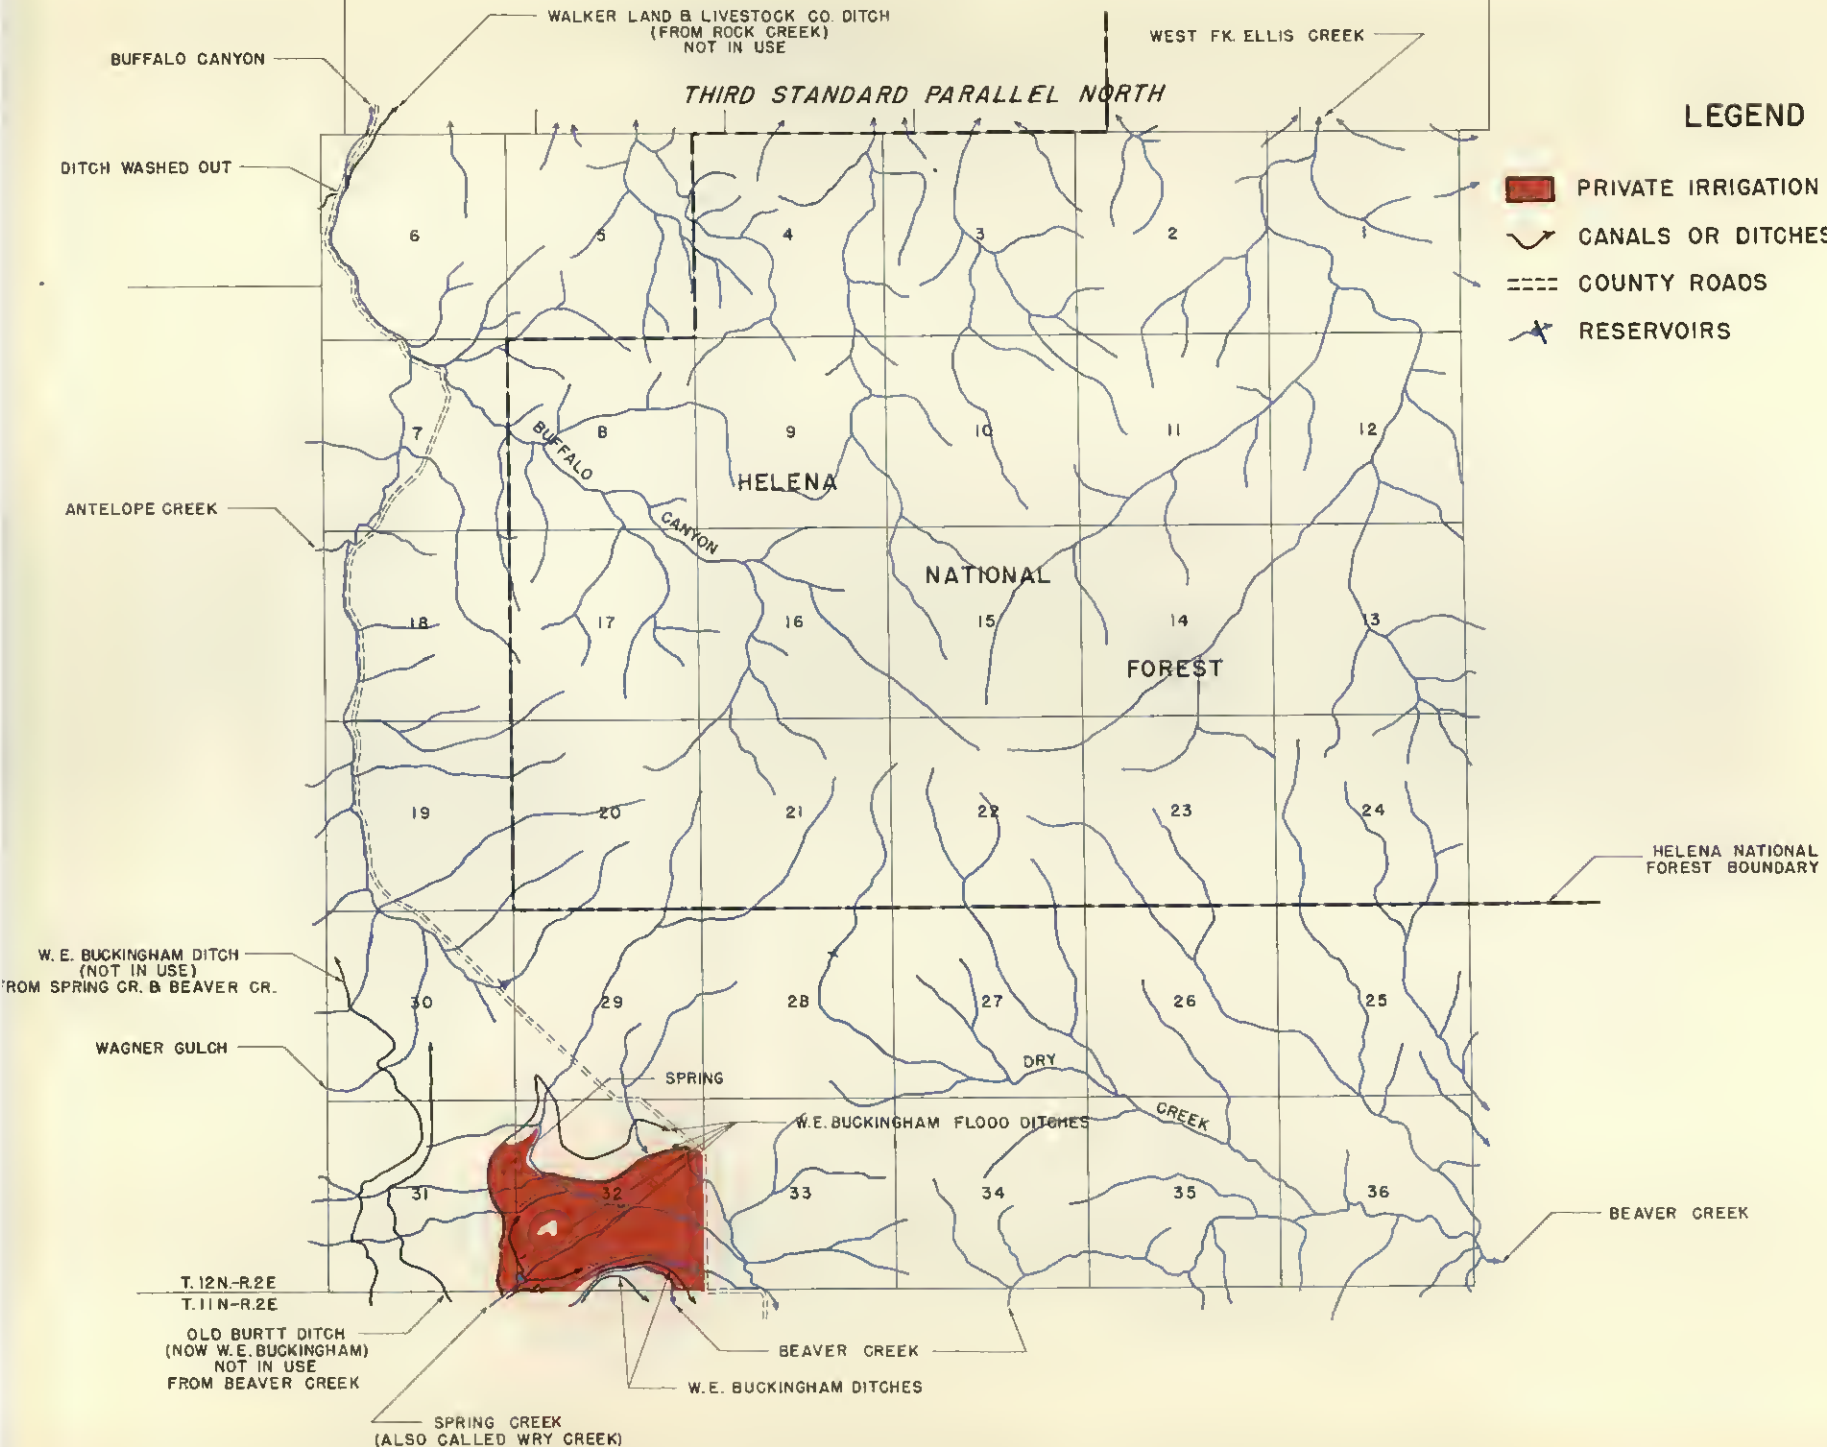 WALKER LAND & LIVESTOCK CO. DITCH
(FROM ROCK CREEK)
NOT IN USE
BUFFALO CANYON
WEST FK. ELLIS CREEK
THIRD STANDARD PARALLEL NORTH
LEGEND
PRIVATE IRRIGATION
CANALS OR DITCHES
COUNTY ROADS
RESERVOIRS
DITCH WASHED OUT
6 5 4 3 2 1
7 8 9 10 11 12
BUFFALO
CANYON
HELENA
NATIONAL
FOREST
ANTELOPE CREEK
18 17 16 15 14 13
19 20 21 22 23 24
HELENA NATIONAL
FOREST BOUNDARY
W. E. BUCKINGHAM DITCH
(NOT IN USE)
FROM SPRING CR. & BEAVER CR.
30 29 28 27 26 25
WAGNER GULCH
SPRING
DRY
CREEK
W.E. BUCKINGHAM FLOOD DITCHES
31 32 33 34 35 36
A
BEAVER CREEK
T. 12N.-R.2E
T. 11N-R.2E
OLD BURTT DITCH
(NOW W.E. BUCKINGHAM)
NOT IN USE
FROM BEAVER CREEK
BEAVER CREEK
W. E. BUCKINGHAM DITCHES
SPRING CREEK
(ALSO CALLED WRY CREEK)